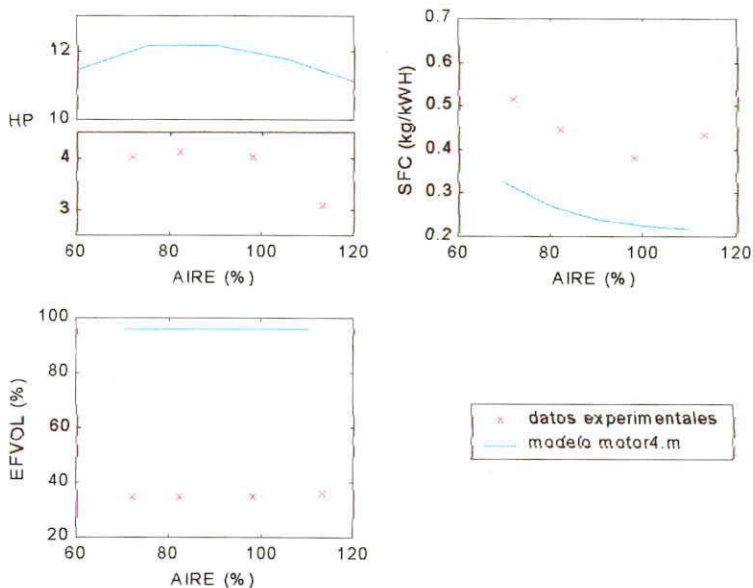 12
10
HP
4
3
60 80 100 120
AIRE (%)
0.7
0.6
0.5
0.4
0.3
0.2
SFC (kg/kWH)
60 80 100 120
AIRE (%)
100
80
60
40
20
EFVOL (%)
60 80 100 120
AIRE (%)
datos experimentales
modelo motor4.m